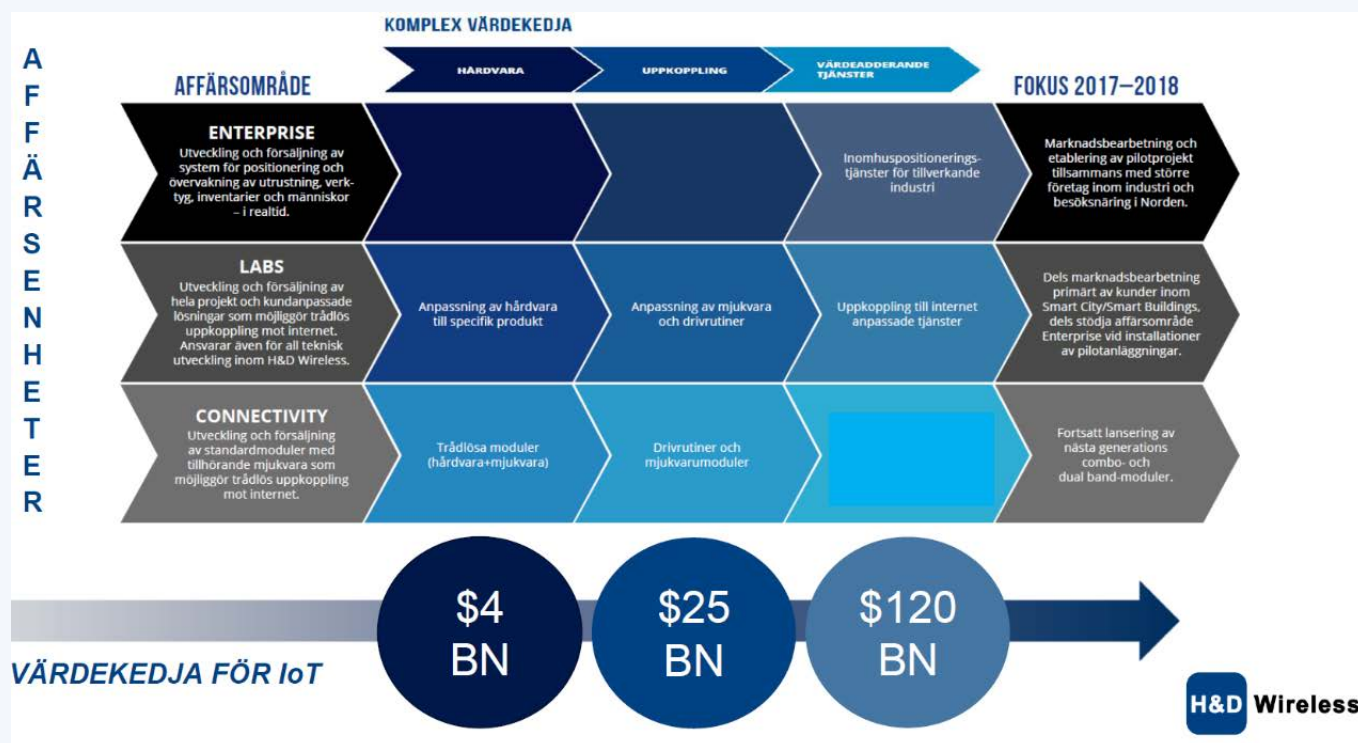 AFFÄRSENHETER
KOMPLEX VÄRDEKEDJA
HÅRDVARA
UPPKOPPLING
VÄRDEADDERANDE
TJÄNSTER
AFFÄRSOMRÅDE
FOKUS 2017–2018
ENTERPRISE
Utveckling och försäljning av
system för positionering och
övervakning av utrustning, verk-
tyg, inventarier och människor
– i realtid.
Inomhuspositionerings-
tjänster för tillverkande
industri
Marknadsbearbetning och
etablering av pilotprojekt
tillsammans med större
företag inom industri och
besöksnäring i Norden.
LABS
Utveckling och försäljning av
hela projekt och kundanpassade
lösningar som möjliggör trådlös
uppkoppling mot internet.
Ansvarar även för all teknisk
utveckling inom H&D Wireless.
Anpassning av hårdvara
till specifik produkt
Anpassning av mjukvara
och drivrutiner
Uppkoppling till internet
anpassade tjänster
Dels marknadsbearbetning
primärt av kunder inom
Smart City/Smart Buildings,
dels stödja affärsområde
Enterprise vid installationer
av pilotanläggningar.
CONNECTIVITY
Utveckling och försäljning
av standardmoduler med
tillhörande mjukvara som
möjliggör trådlös uppkoppling
mot internet.
Trådlösa moduler
(hårdvara+mjukvara)
Drivrutiner och
mjukvarumoduler
Fortsatt lansering av
nästa generations
combo- och
dual band-moduler.
$4
BN
$25
BN
$120
BN
VÄRDEKEDJA FÖR IoT
H&D Wireless